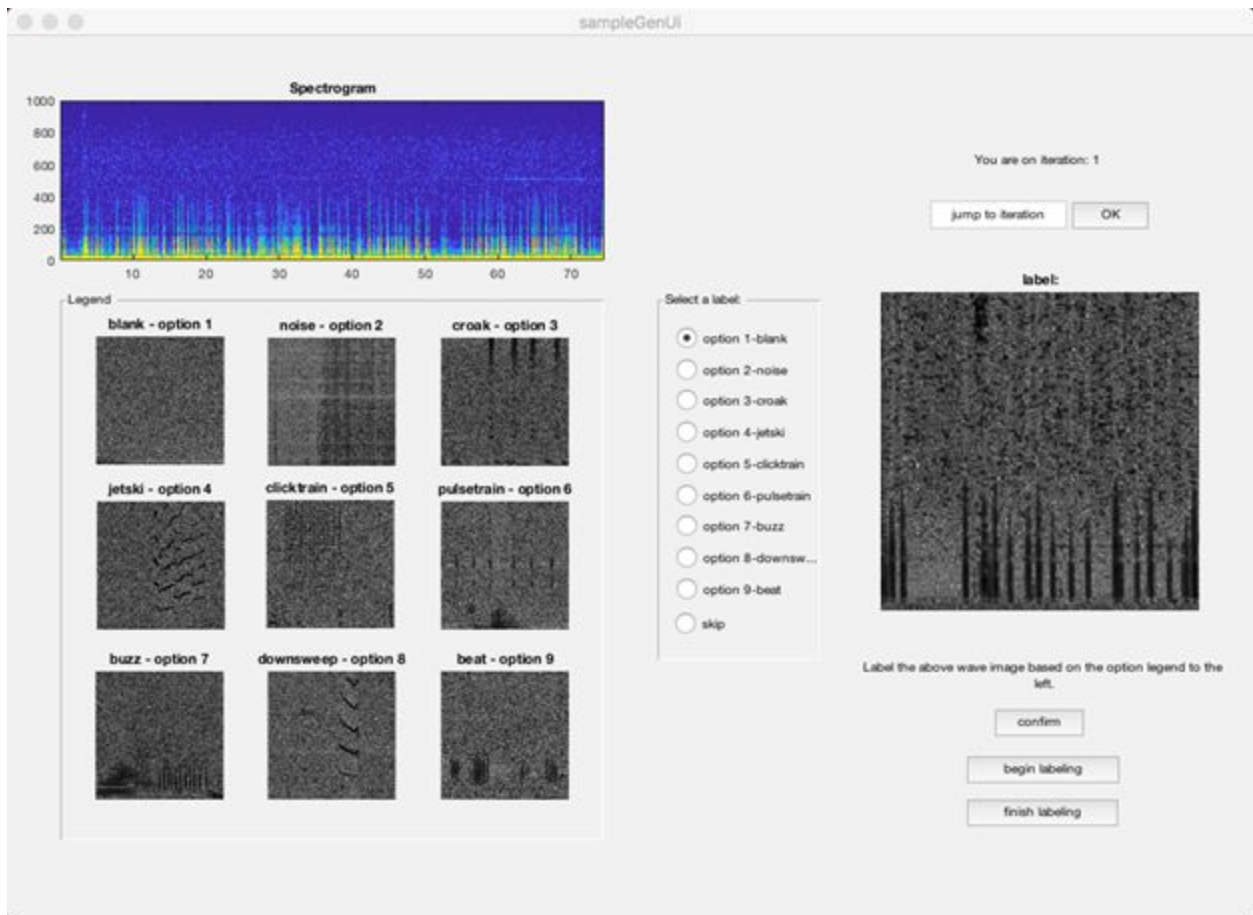 sampleGenUi
Spectrogram
1000
800
600
400
200
0
10 20 30 40 50 60 70
You are on iteration: 1
jump to iteration OK
Legend
blank - option 1 noise - option 2 croak - option 3
jetski - option 4 clicktrain - option 5 pulsetrain - option 6
buzz - option 7 downsweep - option 8 beat - option 9
Select a label:
option 1-blank
option 2-noise
option 3-croak
option 4-jetski
option 5-clicktrain
option 6-pulsetrain
option 7-buzz
option 8-downsw...
option 9-beat
skip
label:
Label the above wave image based on the option legend to the
left.
confirm
begin labeling
finish labeling